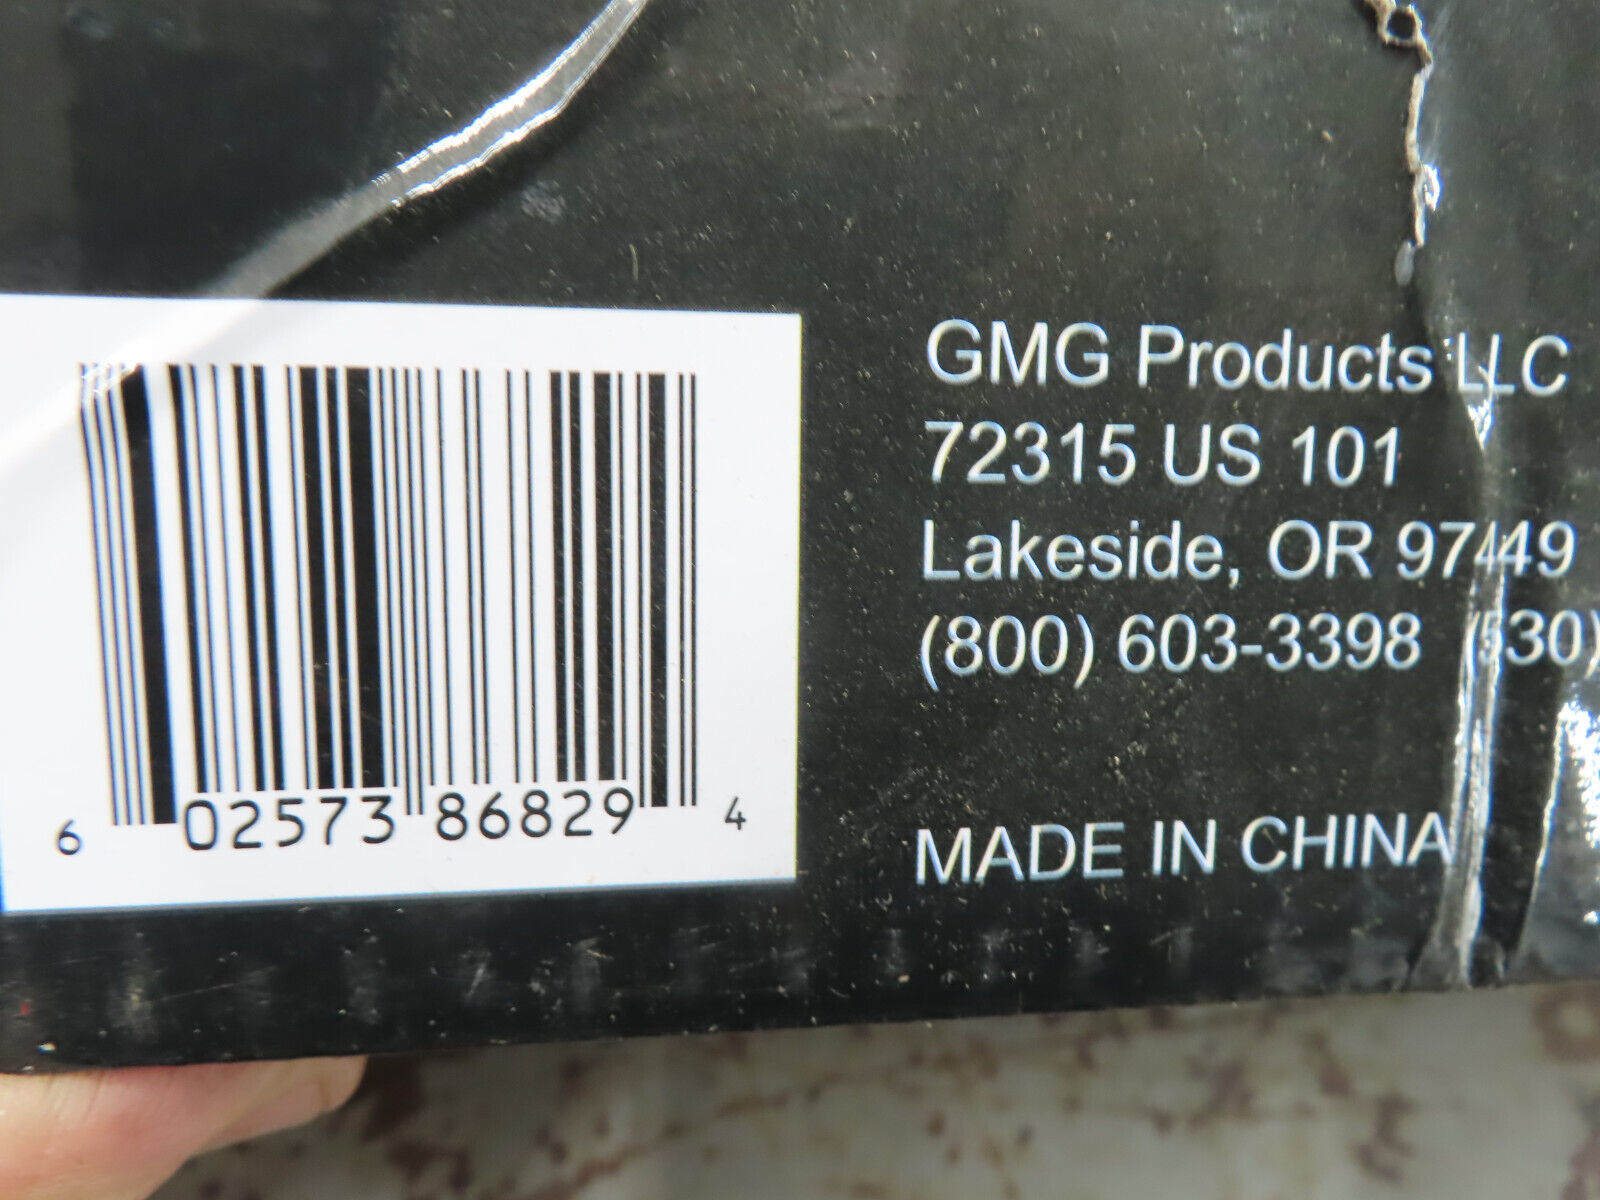 GMG Products LLC
72315 US 101
Lakeside, OR 97449
(800) 603-3398 (530)
MADE IN CHINA
6 02573 86829 4